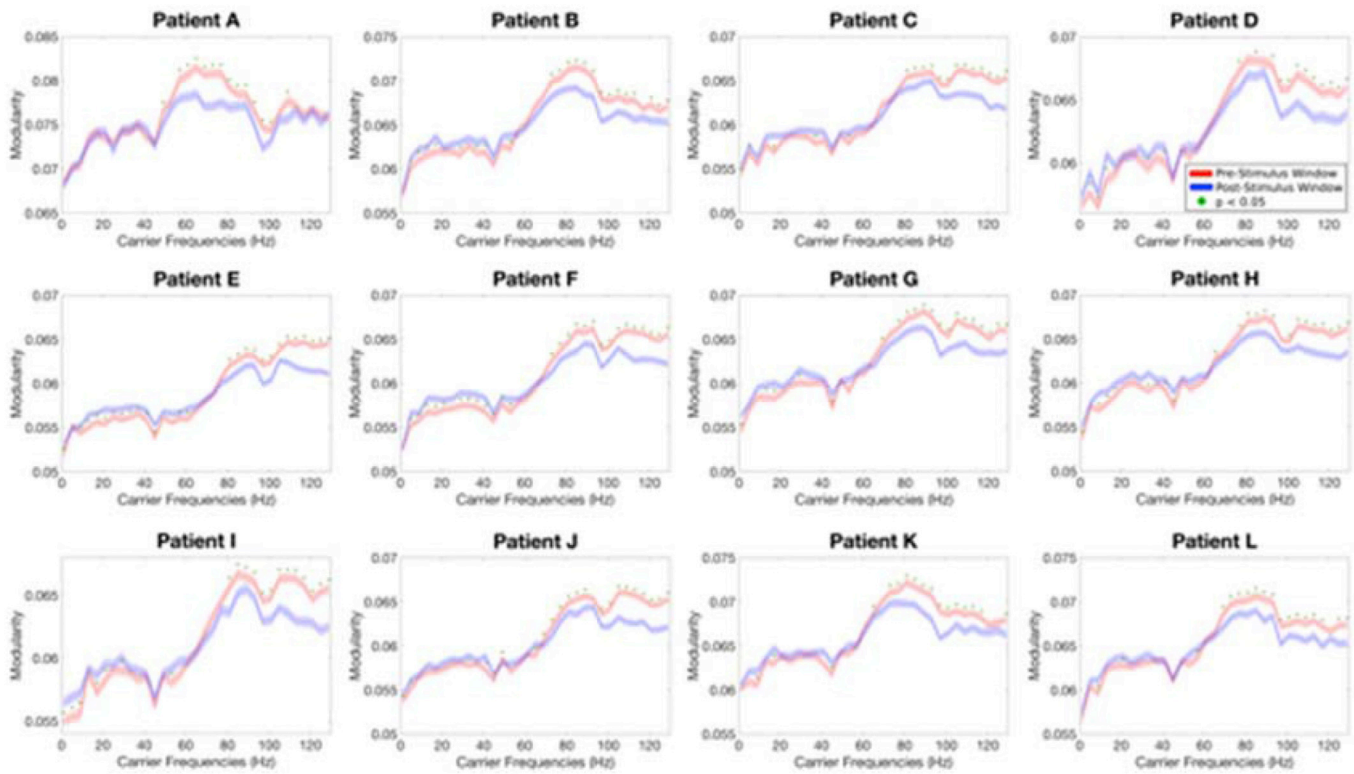 Patient A
Patient B
Patient C
Patient D
0.085
0.08
0.075
0.07
0.065
Modularity
0 20 40 60 80 100 120
Carrier Frequencies (Hz)
0.075
0.07
0.065
0.06
0.055
Modularity
0 20 40 60 80 100 120
Carrier Frequencies (Hz)
0.07
0.065
0.06
0.055
0.05
Modularity
0 20 40 60 80 100 120
Carrier Frequencies (Hz)
0.07
0.065
0.06
Modularity
0 20 40 60 80 100 120
Carrier Frequencies (Hz)
Pre-Stimulus Window
Post-Stimulus Window
p < 0.05
Patient E
Patient F
Patient G
Patient H
0.07
0.065
0.06
0.055
0.05
Modularity
0 20 40 60 80 100 120
Carrier Frequencies (Hz)
0.07
0.065
0.06
0.055
0.05
Modularity
0 20 40 60 80 100 120
Carrier Frequencies (Hz)
0.07
0.065
0.06
0.055
0.05
Modularity
0 20 40 60 80 100 120
Carrier Frequencies (Hz)
0.07
0.065
0.06
0.055
0.05
Modularity
0 20 40 60 80 100 120
Carrier Frequencies (Hz)
Patient I
Patient J
Patient K
Patient L
0.065
0.06
0.055
Modularity
0 20 40 60 80 100 120
Carrier Frequencies (Hz)
0.07
0.065
0.06
0.055
0.05
Modularity
0 20 40 60 80 100 120
Carrier Frequencies (Hz)
0.075
0.07
0.065
0.06
0.055
Modularity
0 20 40 60 80 100 120
Carrier Frequencies (Hz)
0.075
0.07
0.065
0.06
0.055
Modularity
0 20 40 60 80 100 120
Carrier Frequencies (Hz)